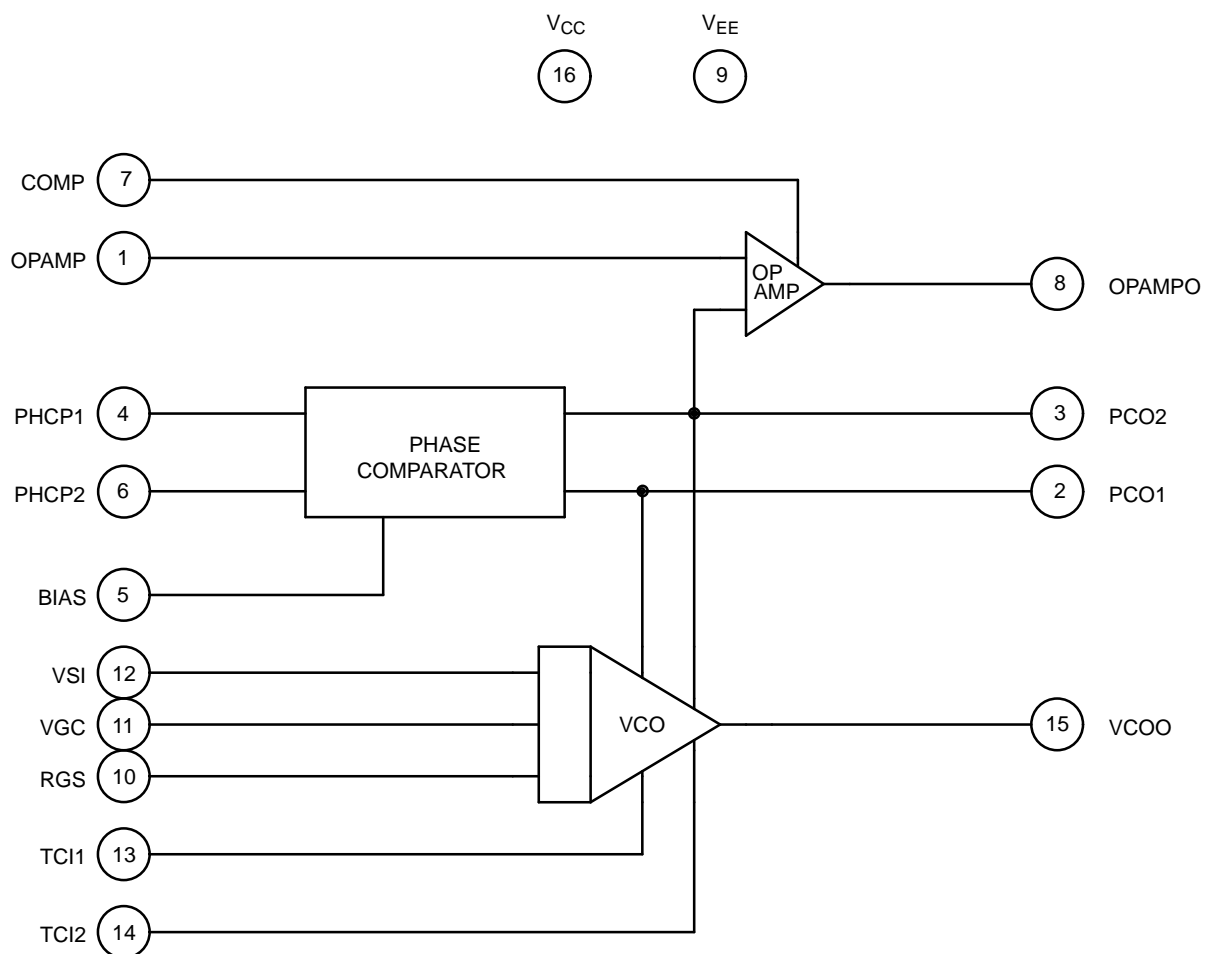 VCC VEE
16 9
COMP 7
OPAMP 1
OP
AMP
8 OPAMPO
PHCP1 4
PHASE
COMPARATOR
3 PCO2
PHCP2 6
2 PCO1
BIAS 5
VSI 12
VGC 11
VCO
15 VCOO
RGS 10
TCI1 13
TCI2 14